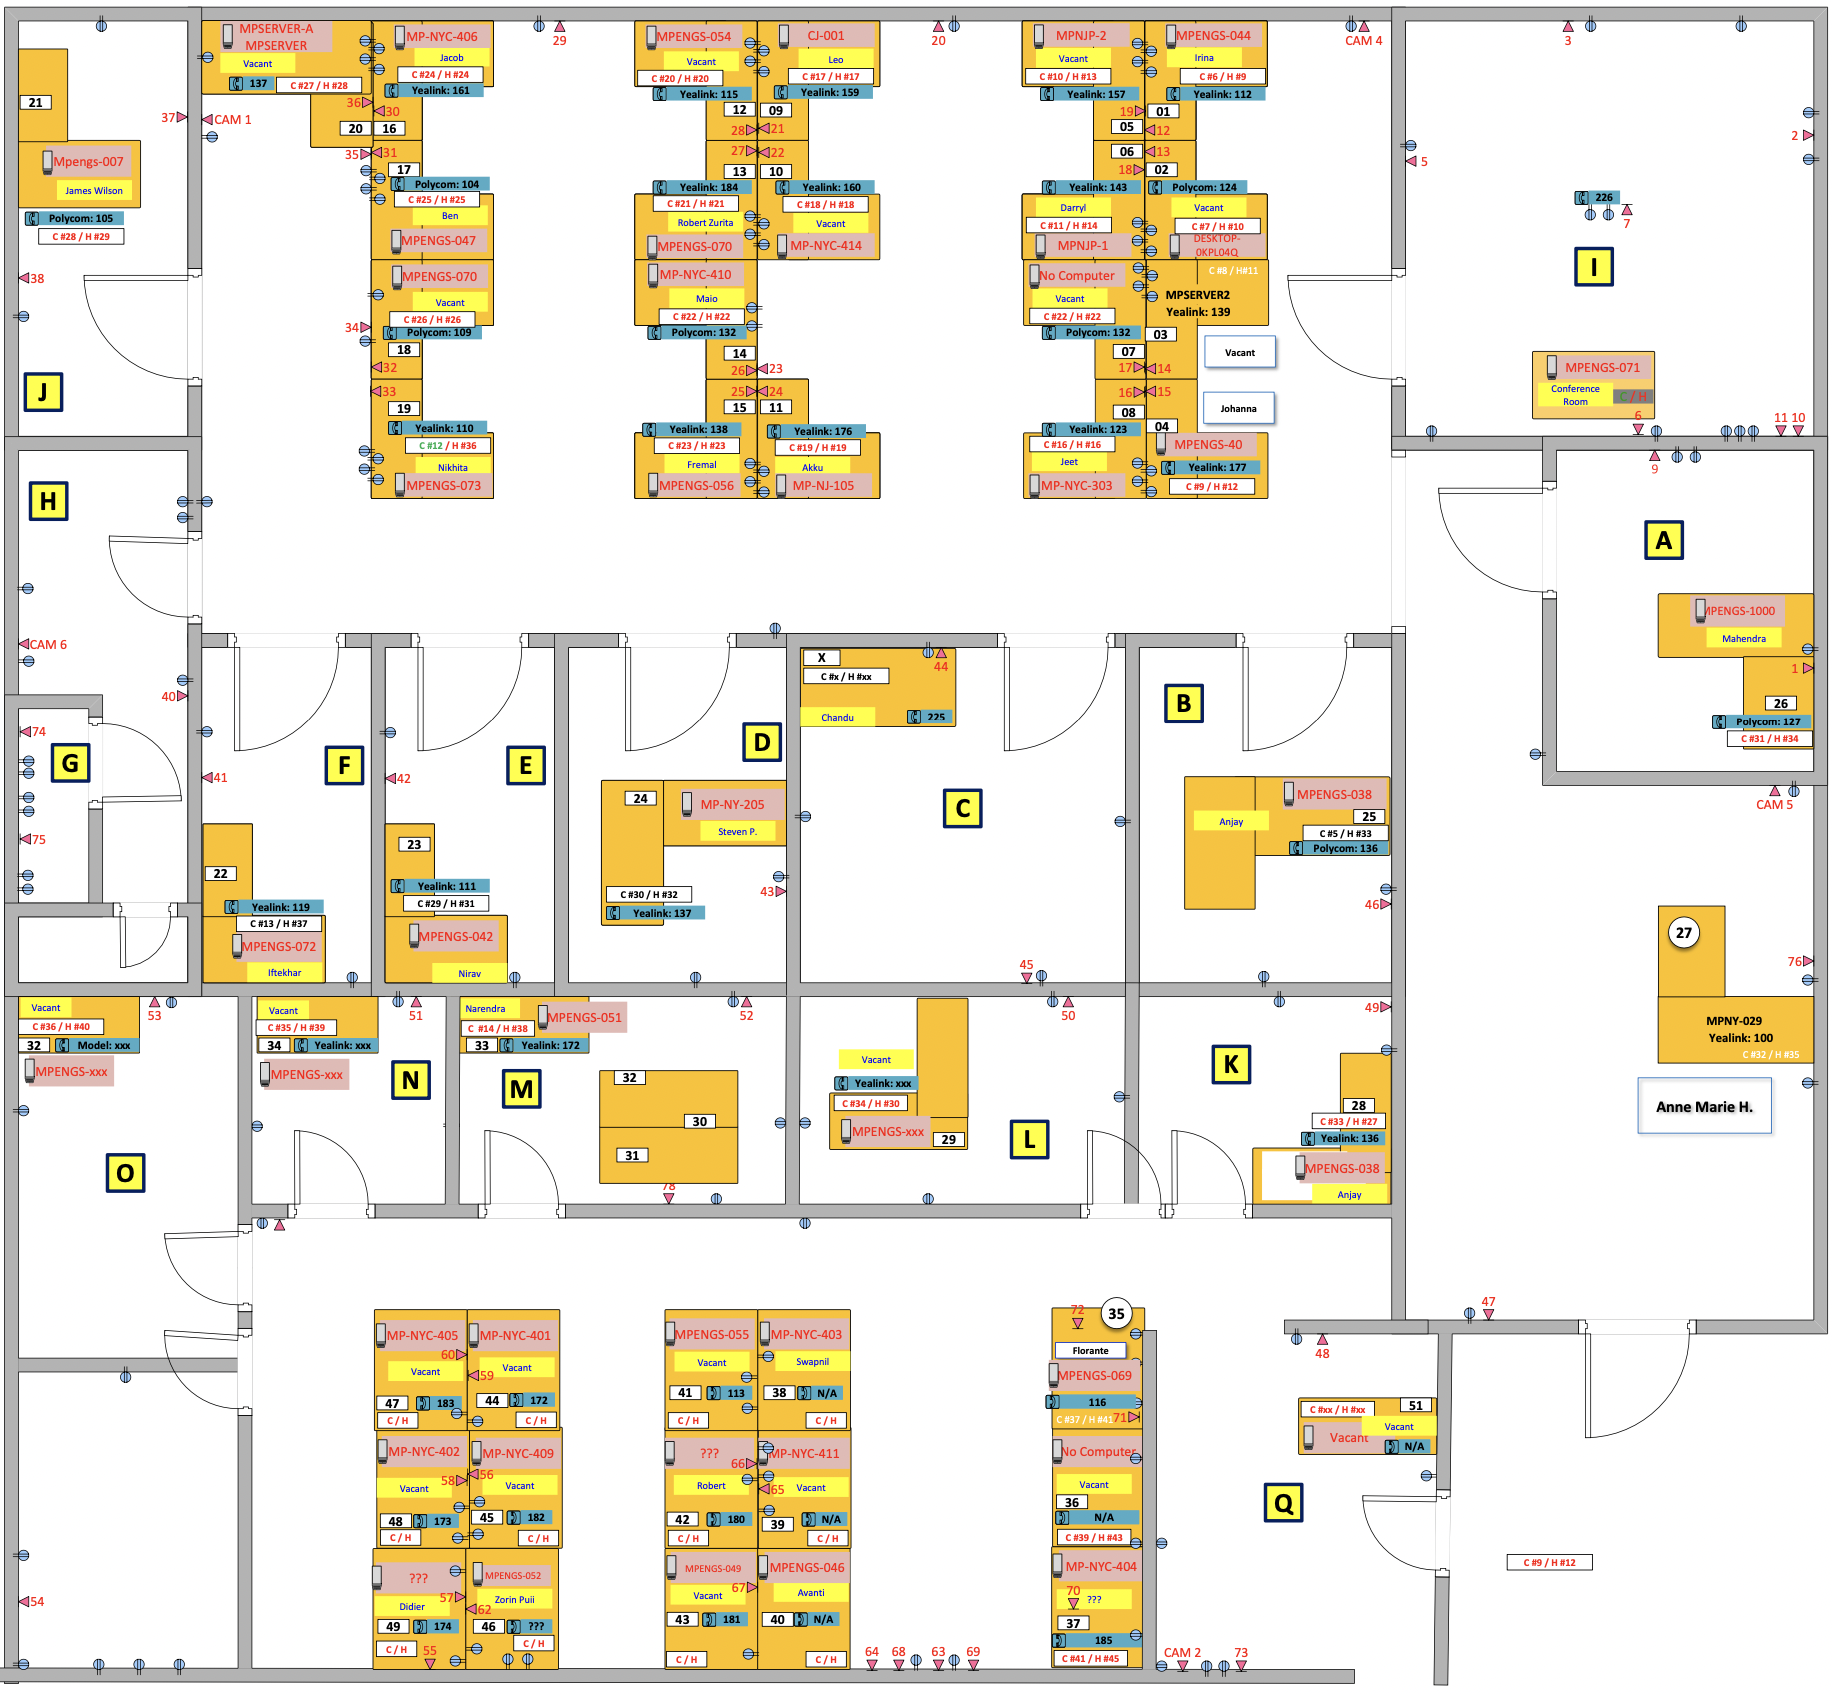 MPSERVER-A
MPSERVER
Vacant
137
C #27 / H #28
36
20
MP-NYC-406
Jacob
C #24 / H #24
Yealink: 161
30
16
29
MPENGS-054
Vacant
C #20 / H #20
Yealink: 115
12
28
CJ-001
Leo
C #17 / H #17
Yealink: 159
09
21
20
MPNJP-2
Vacant
C #10 / H #13
Yealink: 157
19
05
MPENGS-044
Irina
C #6 / H #9
Yealink: 112
01
12
CAM 4
3
21
Mpengs-007
James Wilson
Polycom: 105
C #28 / H #29
37
CAM 1
38
J
35
31
17
Polycom: 104
C #25 / H #25
Ben
MPENGS-047
MPENGS-070
Vacant
C #26 / H #26
Polycom: 109
34
18
32
33
19
Yealink: 110
C #12 / H #36
Nikhita
MPENGS-073
27
13
Yealink: 184
C #21 / H #21
Robert Zurita
MPENGS-070
22
10
Yealink: 160
C #18 / H #18
Vacant
MP-NYC-414
MP-NYC-410
Maio
C #22 / H #22
Polycom: 132
14
26
23
25
24
15
11
Yealink: 138
C #23 / H #23
Fremal
MPENGS-056
Yealink: 176
C #19 / H #19
Akku
MP-NJ-105
06
13
18
02
Yealink: 143
Darryl
C #11 / H #14
MPNJP-1
Polycom: 124
Vacant
C #7 / H #10
DESKTOP-
0KPL04Q
No Computer
Vacant
C #22 / H #22
Polycom: 132
C #8 / H#11
MPSERVER2
Yealink: 139
03
07
17
14
Vacant
16
15
08
04
Johanna
Yealink: 123
C #16 / H #16
Jeet
MP-NYC-303
MPENGS-40
Yealink: 177
C #9 / H #12
5
2
226
7
I
MPENGS-071
Conference
Room
C / H
6
11
10
9
H
CAM 6
40
A
MPENGS-1000
Mahendra
1
26
Polycom: 127
C #31 / H #34
CAM 5
74
G
75
41
F
22
Yealink: 119
C #13 / H #37
MPENGS-072
Iftekhar
42
E
23
Yealink: 111
C #29 / H #31
MPENGS-042
Nirav
D
24
MP-NY-205
Steven P.
C #30 / H #32
Yealink: 137
43
X
C #x / H #xx
44
Chandu
225
C
45
B
MPENGS-038
Anjay
25
C #5 / H #33
Polycom: 136
46
27
76
MPNY-029
Yealink: 100
C #32 / H #35
Anne Marie H.
Vacant
C #36 / H #40
32
Model: xxx
MPENGS-xxx
53
O
Vacant
C #35 / H #39
34
Yealink: xxx
MPENGS-xxx
51
N
Narendra
C #14 / H #38
33
Yealink: 172
MPENGS-051
52
M
32
30
31
78
50
Vacant
Yealink: xxx
C #34 / H #30
MPENGS-xxx
29
L
49
K
28
C #33 / H #27
Yealink: 136
MPENGS-038
Anjay
MP-NYC-405
60
Vacant
47
183
C / H
MP-NYC-401
Vacant
59
44
172
C / H
MP-NYC-402
58
Vacant
48
173
C / H
MP-NYC-409
56
Vacant
45
182
C / H
???
57
Didier
49
174
C / H
55
MPENGS-052
Zorin Puii
62
46
???
C / H
MPENGS-055
Vacant
41
113
C / H
MP-NYC-403
Swapnil
38
N/A
C / H
???
66
Robert
42
180
C / H
MP-NYC-411
65
Vacant
39
N/A
C / H
MPENGS-049
67
Vacant
43
181
C / H
MPENGS-046
Avanti
40
N/A
C / H
64
68
63
69
72
35
Florante
MPENGS-069
116
C #37 / H #41
71
No Computer
Vacant
36
N/A
C #39 / H #43
MP-NYC-404
70
???
37
185
C #41 / H #45
CAM 2
73
47
48
C #xx / H #xx
51
Vacant
Vacant
N/A
Q
C #9 / H #12
54